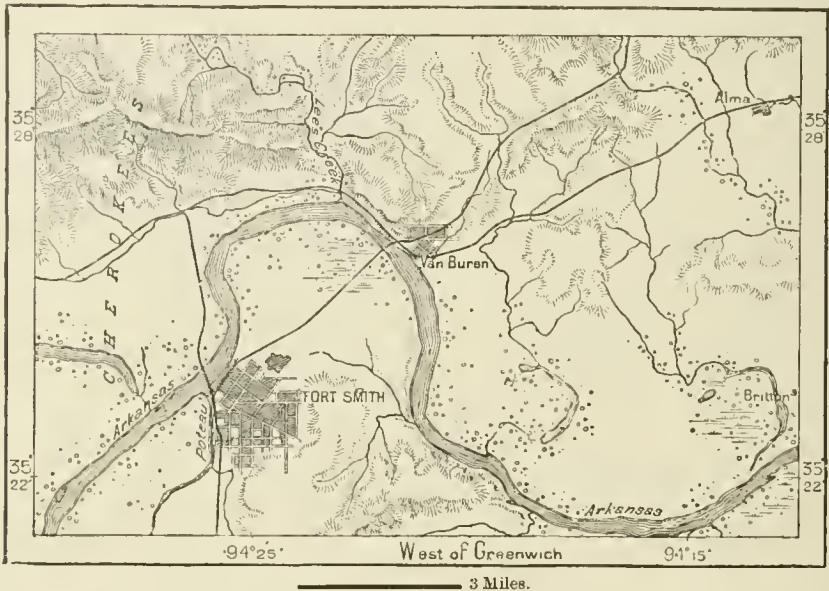 Alma
35
28
35
28
Lees Creek
CHEROKEES
Van Buren
Arkansas
Poteau
FORT SMITH
Britton
35
22
35
22
Arkansas
94°25'
West of Greenwich
94°15'
3 Miles.